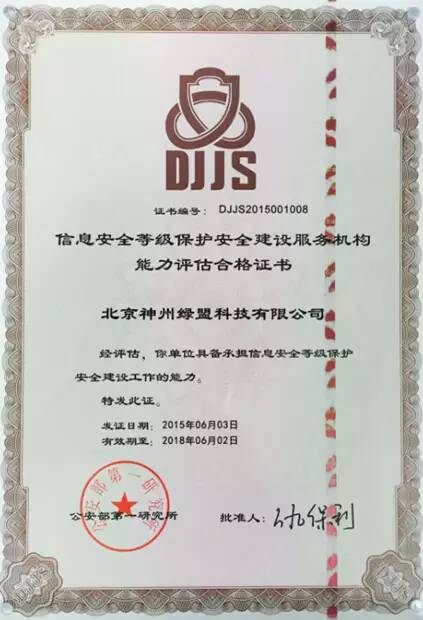 DJJS
证书编号： DJJS2015001008
信息安全等级保护安全建设服务机构
能力评估合格证书
北京神州绿盟科技有限公司
经评估，你单位具备承担信息安全等级保护
安全建设工作的能力。
特发此证。
发证日期： 2015年06月03日
有效期至： 2018年06月02日
公安部第一研究所
公安部第一研究所
批准人：
DJJS
DJJS